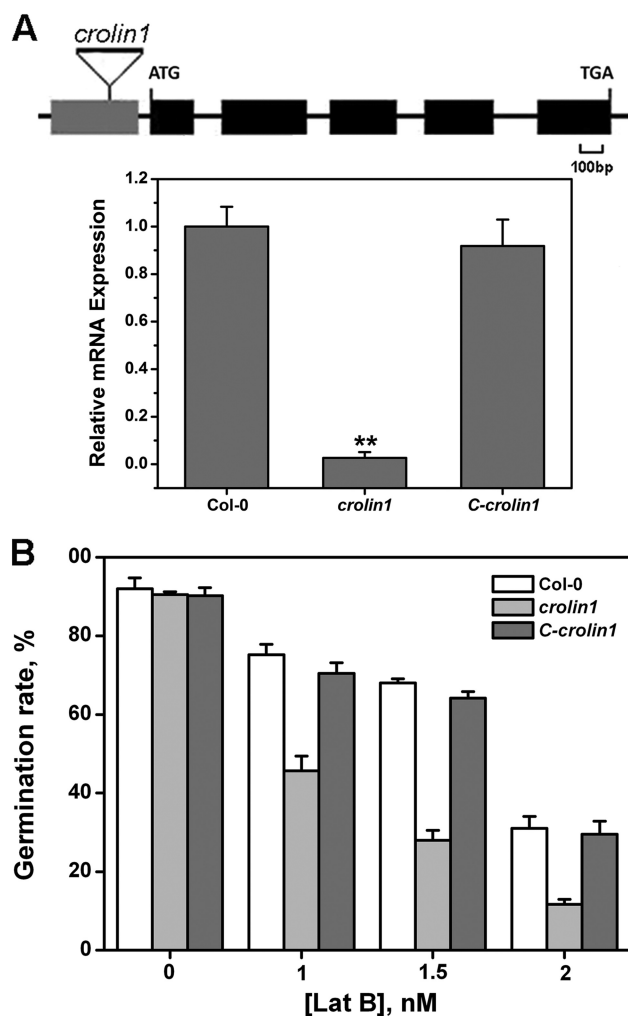 A
crolin1
ATG
TGA
100bp
Relative mRNA Expression
1.2
1.0
0.8
0.6
0.4
0.2
0.0
**
Col-0
crolin1
C-crolin1
B
Germination rate, %
00
80
60
40
20
0
Col-0
crolin1
C-crolin1
0
1
1.5
2
[Lat B], nM